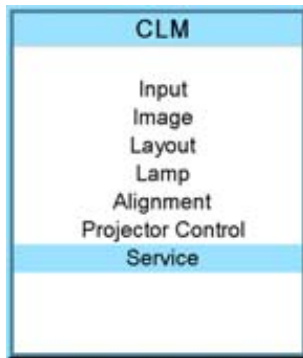 CLM
Input
Image
Layout
Lamp
Alignment
Projector Control
Service